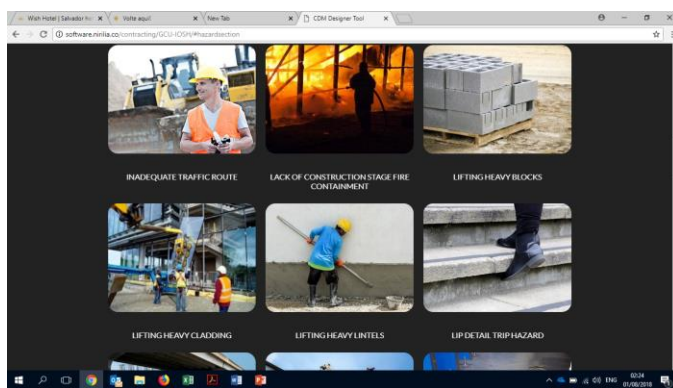 With Hotel | Salvador
Volte aqui!
New Tab
CDM Designer Tool
software.ninilia.co/contracting/GCU-IOSH/#hazardsection
INADEQUATE TRAFFIC ROUTE
LACK OF CONSTRUCTION STAGE FIRE
CONTAINMENT
LIFTING HEAVY BLOCKS
LIFTING HEAVY CLADDING
LIFTING HEAVY LINTELS
LIP DETAIL TRIP HAZARD
ENG
02:24
01/08/2018